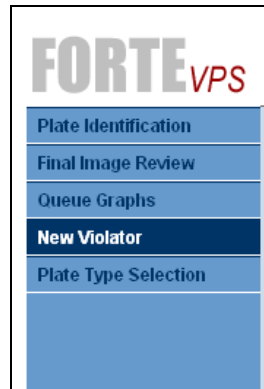 FORTE VPS
Plate Identification
Final Image Review
Queue Graphs
New Violator
Plate Type Selection